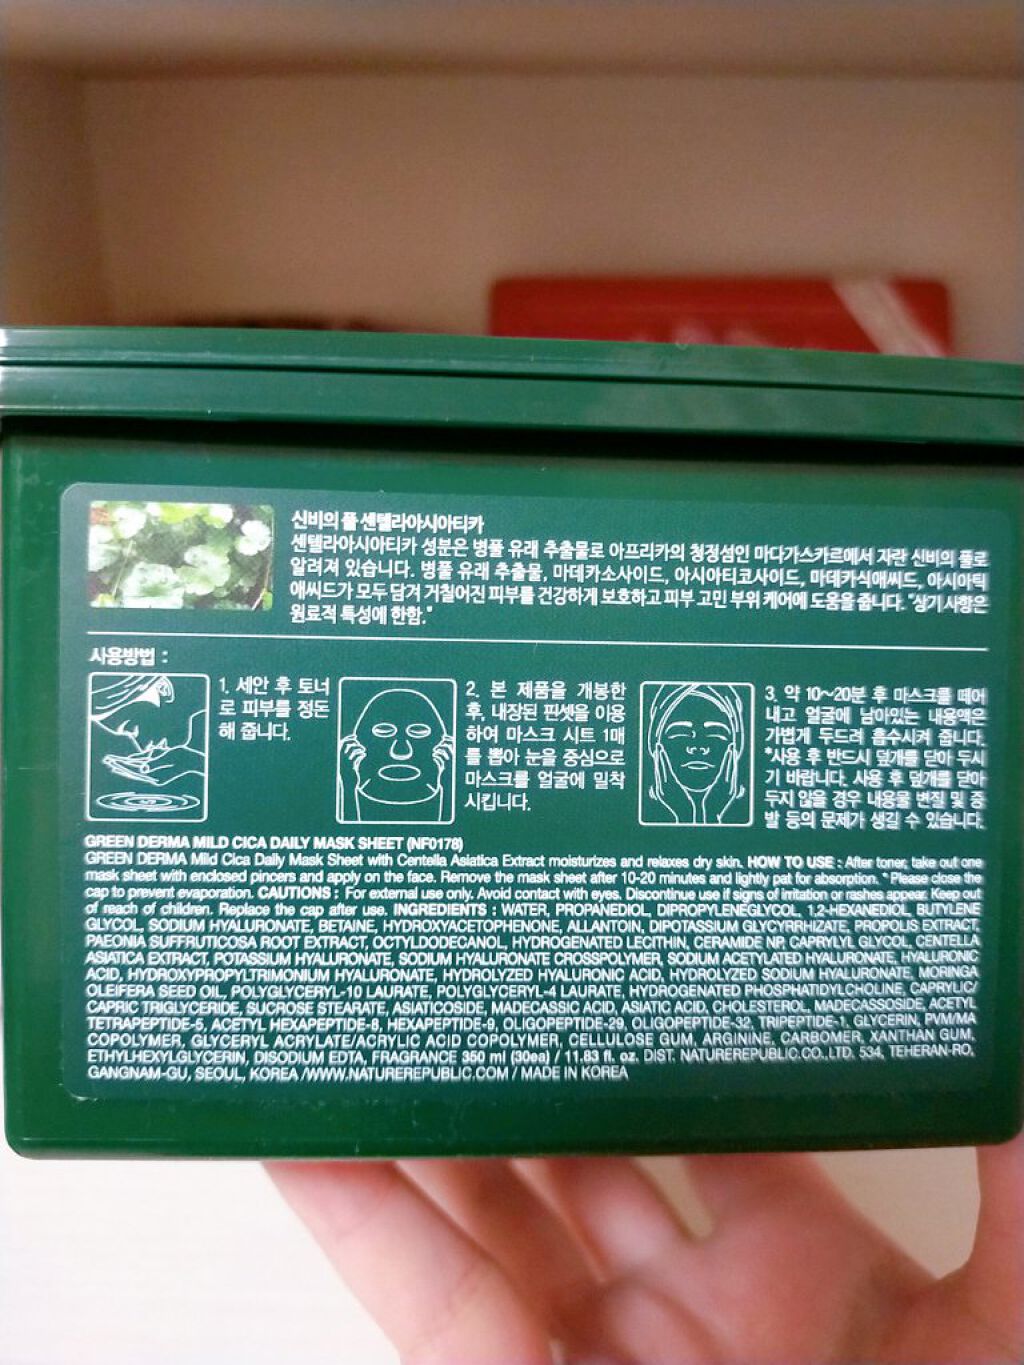 신비의 풀 센텔라아시아티카
센텔라아시아티카 성분은 병풀 유래 추출물로 아프리카의 청정섬인 마다가스카르에서 자란 신비의 풀로
알려져 있습니다. 병풀 유래 추출물, 마데카소사이드, 아시아티코사이드, 마데카식애씨드, 아시아틱
애씨드가 모두 담겨 거칠어진 피부를 건강하게 보호하고 피부 고민 부위 케어에 도움을 줍니다. *상기 사항은
원료적 특성에 한함.*
사용방법 :
1. 세안 후 토너
로 피부를 정돈
해 줍니다.
2. 본 제품을 개봉한
후, 내장된 핀셋을 이용
하여 마스크 시트 1매
를 뽑아 눈을 중심으로
마스크를 얼굴에 밀착
시킵니다.
3. 약 10~20분 후 마스크를 떼어
내고 얼굴에 남아있는 내용액은
가볍게 두드려 흡수시켜 줍니다.
*사용 후 반드시 덮개를 닫아 두시
기 바랍니다. 사용 후 덮개를 닫아
두지 않을 경우 내용물 변질 및 증
발 등의 문제가 생길 수 있습니다.
GREEN DERMA MILD CICA DAILY MASK SHEET (NF0178)
GREEN DERMA Mild Cica Daily Mask Sheet with Centella Asiatica Extract moisturizes and relaxes dry skin. HOW TO USE : After toner, take out one
mask sheet with enclosed pincers and apply on the face. Remove the mask sheet after 10-20 minutes and lightly pat for absorption. * Please close the
cap to prevent evaporation. CAUTIONS : For external use only. Avoid contact with eyes. Discontinue use if signs of irritation or rashes appear. Keep out
of reach of children. Replace the cap after use. INGREDIENTS : WATER, PROPANEDIOL, DIPROPYLENEGLYCOL, 1,2-HEXANEDIOL, BUTYLENE
GLYCOL, SODIUM HYALURONATE, BETAINE, HYDROXYACETOPHENONE, ALLANTOIN, DIPOTASSIUM GLYCYRRHIZATE, PROPOLIS EXTRACT,
PAEONIA SUFFRUTICOSA ROOT EXTRACT, OCTYLDODECANOL, HYDROGENATED LECITHIN, CERAMIDE NP, CAPRYLYL GLYCOL, CENTELLA
ASIATICA EXTRACT, POTASSIUM HYALURONATE, SODIUM HYALURONATE CROSSPOLYMER, SODIUM ACETYLATED HYALURONATE, HYALURONIC
ACID, HYDROXYPROPYLTRIMONIUM HYALURONATE, HYDROLYZED HYALURONIC ACID, HYDROLYZED SODIUM HYALURONATE, MORINGA
OLEIFERA SEED OIL, POLYGLYCERYL-10 LAURATE, POLYGLYCERYL-4 LAURATE, HYDROGENATED PHOSPHATIDYLCHOLINE, CAPRYLIC/
CAPRIC TRIGLYCERIDE, SUCROSE STEARATE, ASIATICOSIDE, MADECASSIC ACID, ASIATIC ACID, CHOLESTEROL, MADECASSOSIDE, ACETYL
TETRAPEPTIDE-5, ACETYL HEXAPEPTIDE-8, HEXAPEPTIDE-9, OLIGOPEPTIDE-29, OLIGOPEPTIDE-32, TRIPEPTIDE-1, GLYCERIN, PVM/MA
COPOLYMER, GLYCERYL ACRYLATE/ACRYLIC ACID COPOLYMER, CELLULOSE GUM, ARGININE, CARBOMER, XANTHAN GUM,
ETHYLHEXYLGLYCERIN, DISODIUM EDTA, FRAGRANCE 350 ml (30ea) / 11.83 fl. oz. DIST. NATUREREPUBLIC.CO.,LTD. 534, TEHERAN-RO,
GANGNAM-GU, SEOUL, KOREA /WWW.NATUREREPUBLIC.COM / MADE IN KOREA